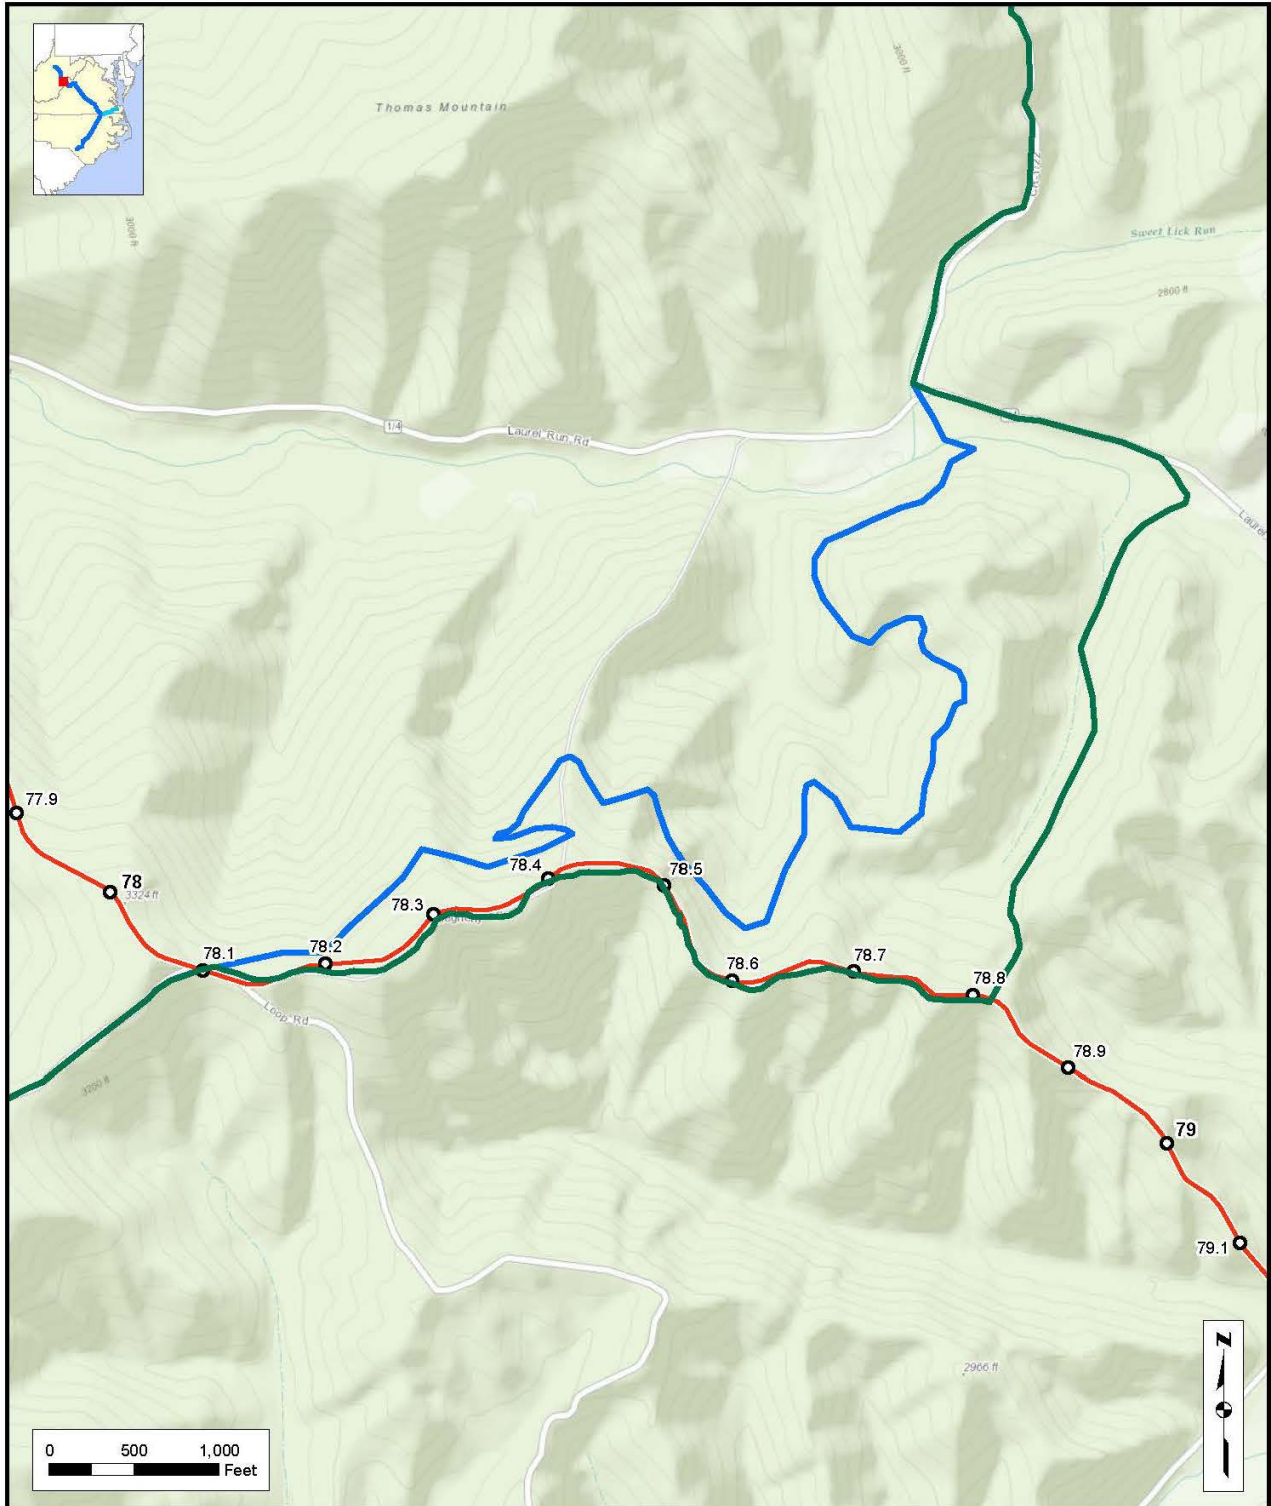 3000 ft
Thomas Mountain
3000 ft
Sweet Lick Run
2800 ft
1/4
Laurel Run Rd
Laurel
77.9
78
3324 ft
78.1
78.2
78.3
78.4
78.5
78.6
78.7
78.8
78.9
79
79.1
Loop Rd
3200 ft
2966 ft
N
0 500 1,000
Feet